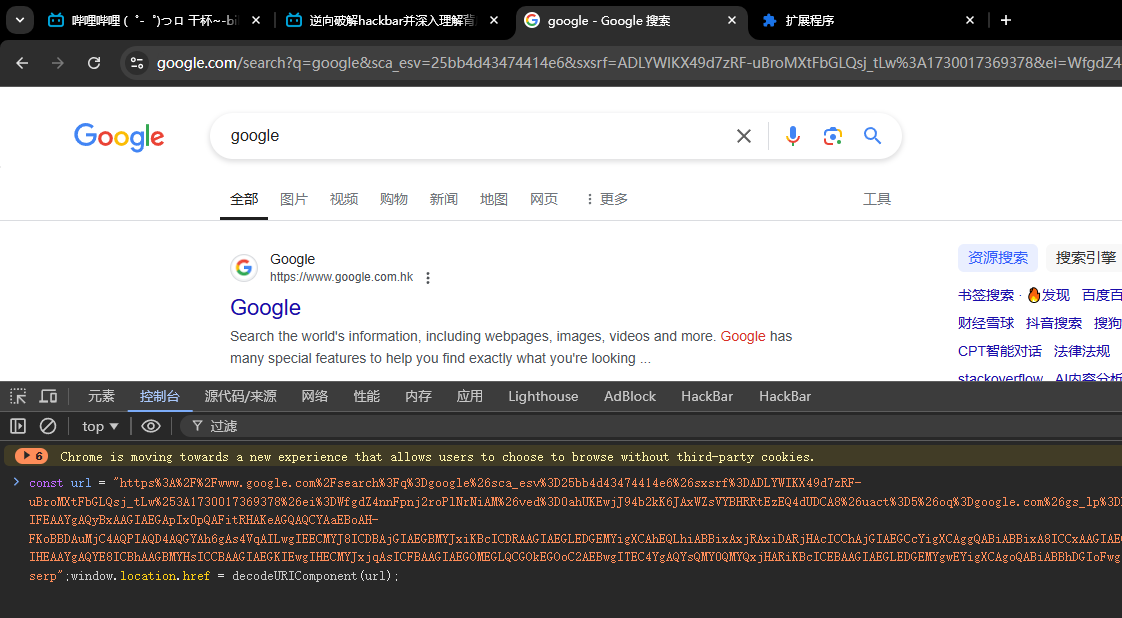 哔哩哔哩 (゜-゜)つロ 干杯~-bi
逆向破解hackbar并深入理解背
google - Google 搜索
扩展程序
google.com/search?q=google&sca_esv=25bb4d43474414e6&sxsrf=ADLYWIKX49d7zRF-uBroMXtFbGLQsj_tLw%3A1730017369378&ei=WfgdZ4
Google
google
全部 图片 视频 购物 新闻 地图 网页 更多 工具
Google
https://www.google.com.hk
Google
Search the world's information, including webpages, images, videos and more. Google has
many special features to help you find exactly what you're looking ...
资源搜索 搜索引擎
书签搜索 · 🔥发现 百度百
财经雪球 抖音搜索 搜狗
CPT智能对话 法律法规
stackoverflow AI内容分析
元素 控制台 源代码/来源 网络 性能 内存 应用 Lighthouse AdBlock HackBar HackBar
top 过滤
6 Chrome is moving towards a new experience that allows users to choose to browse without third-party cookies.
const url = "https%3A%2F%2Fwww.google.com%2Fsearch%3Fq%3Dgoogle%26sca_esv%3D25bb4d43474414e6%26sxsrf%3DADLYWIKX49d7zRF-
uBroMXtFbGLQsj_tLw%253A1730017369378%26ei%3DWfgdZ4nnFpnj2roPlNrNiAM%26ved%3D0ahUKEwjJ94b2kK6JAxWZsVYBHRRtEzEQ4dUDCA8%26uact%3D5%26oq%3Dgoogle.com%26gs_lp%3D
IFEAAYgAQyBxAAGIAEGApIxOpQAFitRHAKeAGQAQCYAaEBoAH-
FKoBBDAuMjC4AQPIAQD4AQGYAh6gAs4VqAILwgIEECMYJ8ICDBAjGIAEGBMYJxiKBcICDRAAGIAEGLEDGEMYigXCAhEQLhiABBixAxjRAxiDARjHAcICChAjGIAEGCcYigXCAggQABiABBixA8ICCxAAGIAE
IHEAAYgAQYE8ICBhAAGBMYHsICCBAAGIAEGKIEwgIHECMYJxjqAsICFBAAGIAEGOMEGLQCGOkEGOoC2AEBwgITEC4YgAQYsQMYOQMYQxjHARiKBcICEBAAGIAEGLEDGEMYgwEYigXCAgoQABiABBhDGIoFwg
serp";window.location.href = decodeURIComponent(url);